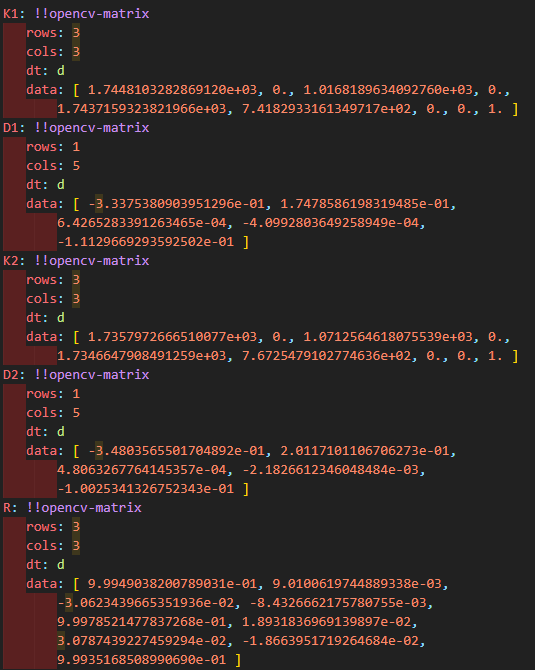 K1: !!opencv-matrix
rows: 3
cols: 3
dt: d
data: [ 1.7448103282869120e+03, 0., 1.0168189634092760e+03, 0.,
1.7437159323821966e+03, 7.4182933161349717e+02, 0., 0., 1. ]
D1: !!opencv-matrix
rows: 1
cols: 5
dt: d
data: [ -3.3375380903951296e-01, 1.7478586198319485e-01,
6.4265283391263465e-04, -4.0992803649258949e-04,
-1.1129669293592502e-01 ]
K2: !!opencv-matrix
rows: 3
cols: 3
dt: d
data: [ 1.7357972666510077e+03, 0., 1.0712564618075539e+03, 0.,
1.7346647908491259e+03, 7.6725479102774636e+02, 0., 0., 1. ]
D2: !!opencv-matrix
rows: 1
cols: 5
dt: d
data: [ -3.4803565501704892e-01, 2.0117101106706273e-01,
4.8063267764145357e-04, -2.1826612346048484e-03,
-1.0025341326752343e-01 ]
R: !!opencv-matrix
rows: 3
cols: 3
dt: d
data: [ 9.9949038200789031e-01, 9.0100619744889338e-03,
-3.0623439665351936e-02, -8.4326662175780755e-03,
9.9978521477837268e-01, 1.8931836969139897e-02,
3.0787439227459294e-02, -1.8663951719264684e-02,
9.9935168508990690e-01 ]